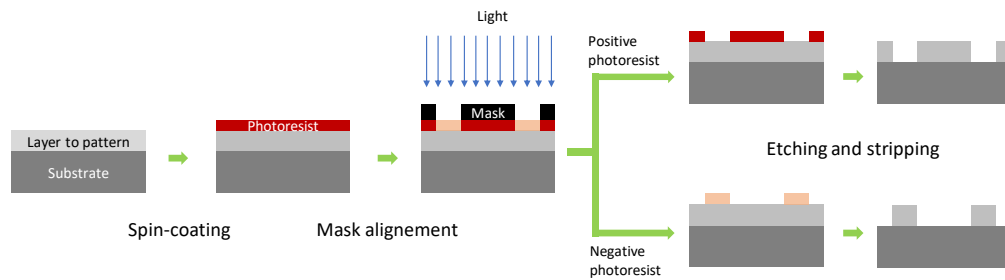 Light
Positive
photoresist
Mask
Photoresist
Layer to pattern
Substrate
Etching and stripping
Spin-coating
Mask alignement
Negative
photoresist